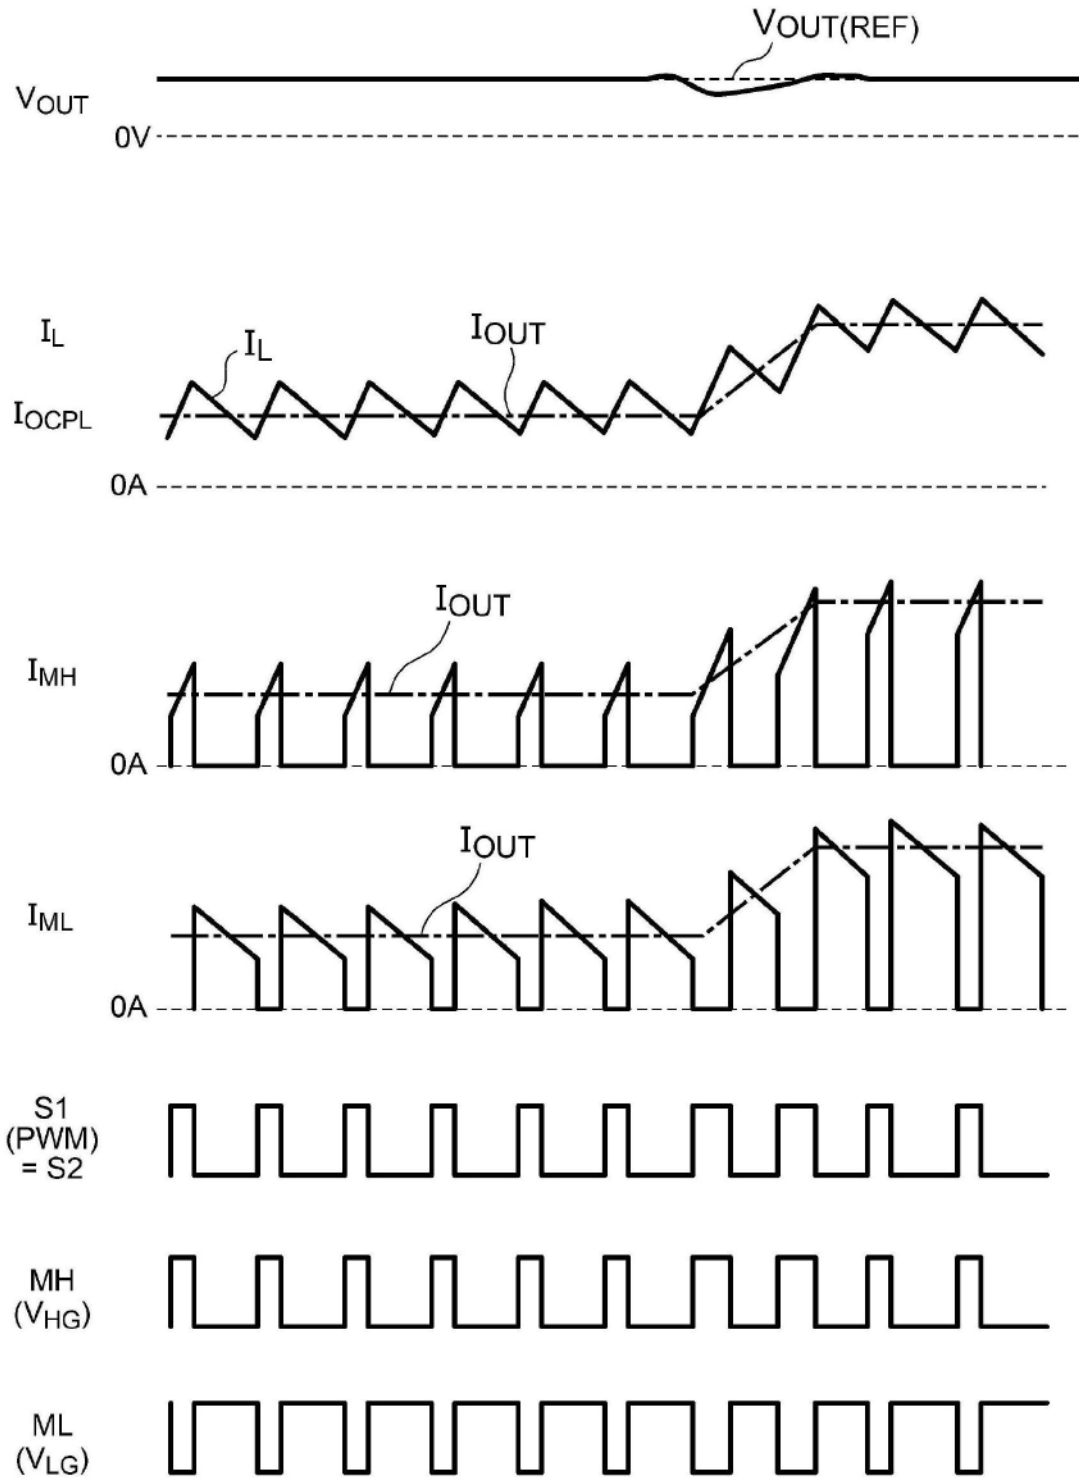 VOUT(REF)
VOUT
0V
IL
IL
IOUT
IOCPL
0A
IOUT
IMH
0A
IOUT
IML
0A
S1
(PWM)
= S2
MH
(VHG)
ML
(VLG)